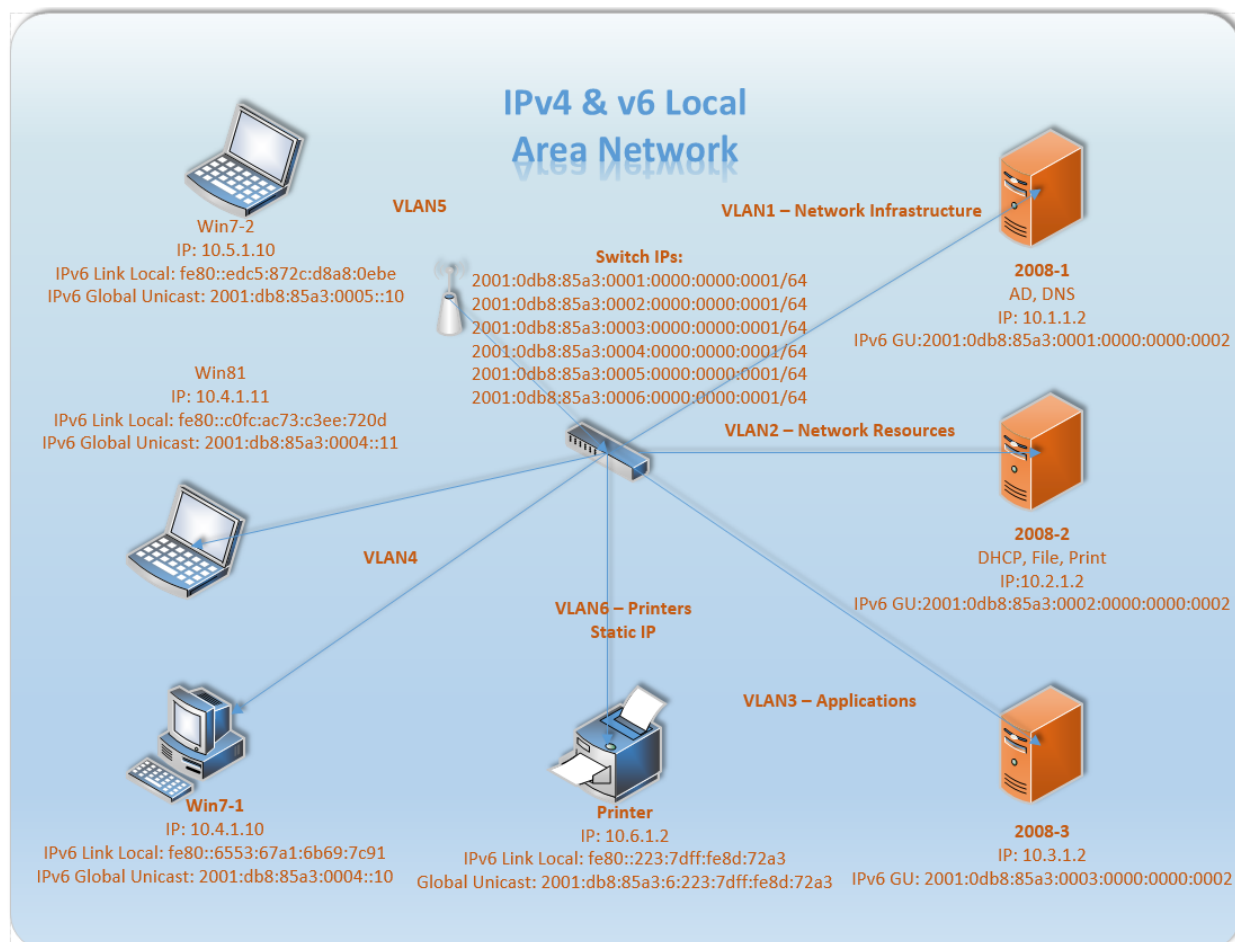 IPv4 & v6 Local
Area Network
Win7-2
IP: 10.5.1.10
IPv6 Link Local: fe80::edc5:872c:d8a8:0ebe
IPv6 Global Unicast: 2001:db8:85a3:0005::10
VLAN5
VLAN1 – Network Infrastructure
Switch IPs:
2001:0db8:85a3:0001:0000:0000:0001/64
2001:0db8:85a3:0002:0000:0000:0001/64
2001:0db8:85a3:0003:0000:0000:0001/64
2001:0db8:85a3:0004:0000:0000:0001/64
2001:0db8:85a3:0005:0000:0000:0001/64
2001:0db8:85a3:0006:0000:0000:0001/64
2008-1
AD, DNS
IP: 10.1.1.2
IPv6 GU:2001:0db8:85a3:0001:0000:0000:0002
Win81
IP: 10.4.1.11
IPv6 Link Local: fe80::c0fc:ac73:c3ee:720d
IPv6 Global Unicast: 2001:db8:85a3:0004::11
VLAN2 – Network Resources
2008-2
DHCP, File, Print
IP:10.2.1.2
IPv6 GU:2001:0db8:85a3:0002:0000:0000:0002
VLAN4
VLAN6 – Printers
Static IP
VLAN3 – Applications
Win7-1
IP: 10.4.1.10
IPv6 Link Local: fe80::6553:67a1:6b69:7c91
IPv6 Global Unicast: 2001:db8:85a3:0004::10
Printer
IP: 10.6.1.2
IPv6 Link Local: fe80::223:7dff:fe8d:72a3
Global Unicast: 2001:db8:85a3:6:223:7dff:fe8d:72a3
2008-3
IP: 10.3.1.2
IPv6 GU: 2001:0db8:85a3:0003:0000:0000:0002